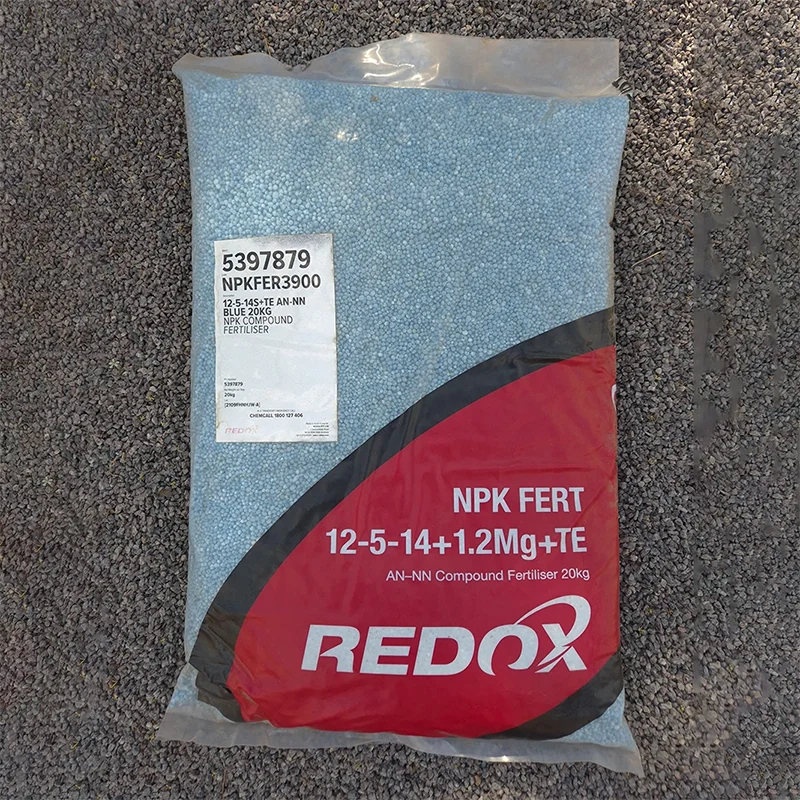 5397879
NPKFER3900
12-5-14S+TE AN-NN
BLUE 20KG
NPK COMPOUND
FERTILISER
5397879
20kg
CHEMCALL 1800 127 406
REDOX
NPK FERT
12-5-14+1.2Mg+TE
AN–NN Compound Fertiliser 20kg
REDOX